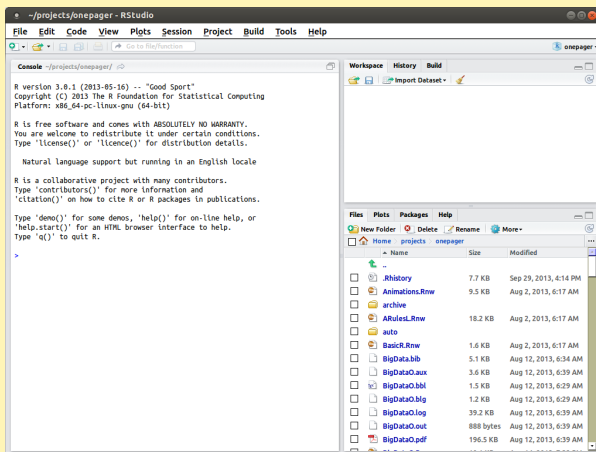 ~/projects/onepager - RStudio
File Edit Code View Plots Session Project Build Tools Help
Go to file/function
onepager
Console ~/projects/onepager/
R version 3.0.1 (2013-05-16) -- "Good Sport"
Copyright (C) 2013 The R Foundation for Statistical Computing
Platform: x86_64-pc-linux-gnu (64-bit)
R is free software and comes with ABSOLUTELY NO WARRANTY.
You are welcome to redistribute it under certain conditions.
Type 'license()' or 'licence()' for distribution details.
Natural language support but running in an English locale
R is a collaborative project with many contributors.
Type 'contributors()' for more information and
'citation()' on how to cite R or R packages in publications.
Type 'demo()' for some demos, 'help()' for on-line help, or
'help.start()' for an HTML browser interface to help.
Type 'q()' to quit R.
>
Workspace History Build
Import Dataset
Files Plots Packages Help
New Folder Delete Rename More
Home projects onepager ...
Name Size Modified
..
.Rhistory 7.7 KB Sep 29, 2013, 4:14 PM
Animations.Rnw 9.5 KB Aug 2, 2013, 6:17 AM
archive
ARulesL.Rnw 18.2 KB Aug 2, 2013, 6:17 AM
auto
BasicR.Rnw 1.6 KB Aug 2, 2013, 6:17 AM
BigData.bib 5.1 KB Aug 12, 2013, 6:34 AM
BigDataO.aux 3.6 KB Aug 12, 2013, 6:39 AM
BigDataO.bbl 1.5 KB Aug 12, 2013, 6:29 AM
BigDataO.blg 1.2 KB Aug 12, 2013, 6:29 AM
BigDataO.log 39.2 KB Aug 12, 2013, 6:39 AM
BigDataO.out 888 bytes Aug 12, 2013, 6:39 AM
BigDataO.pdf 196.5 KB Aug 12, 2013, 6:39 AM